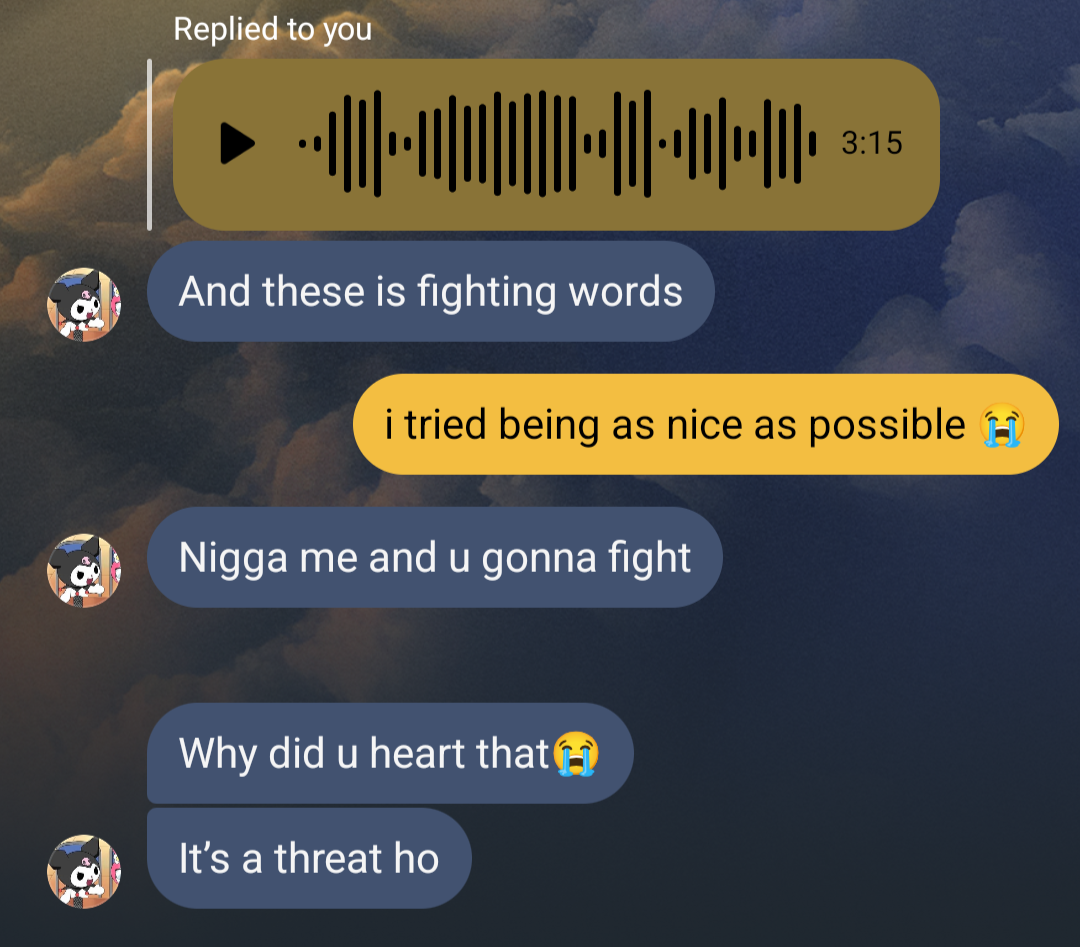 Replied to you
3:15
And these is fighting words
i tried being as nice as possible 😭
Nigga me and u gonna fight
Why did u heart that😭
It’s a threat ho